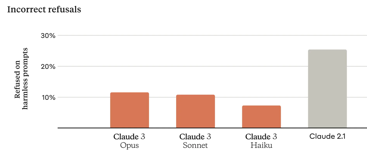 Incorrect refusals
Refused on
harmless prompts
30%
20%
10%
Claude 3
Opus
Claude 3
Sonnet
Claude 3
Haiku
Claude 2.1